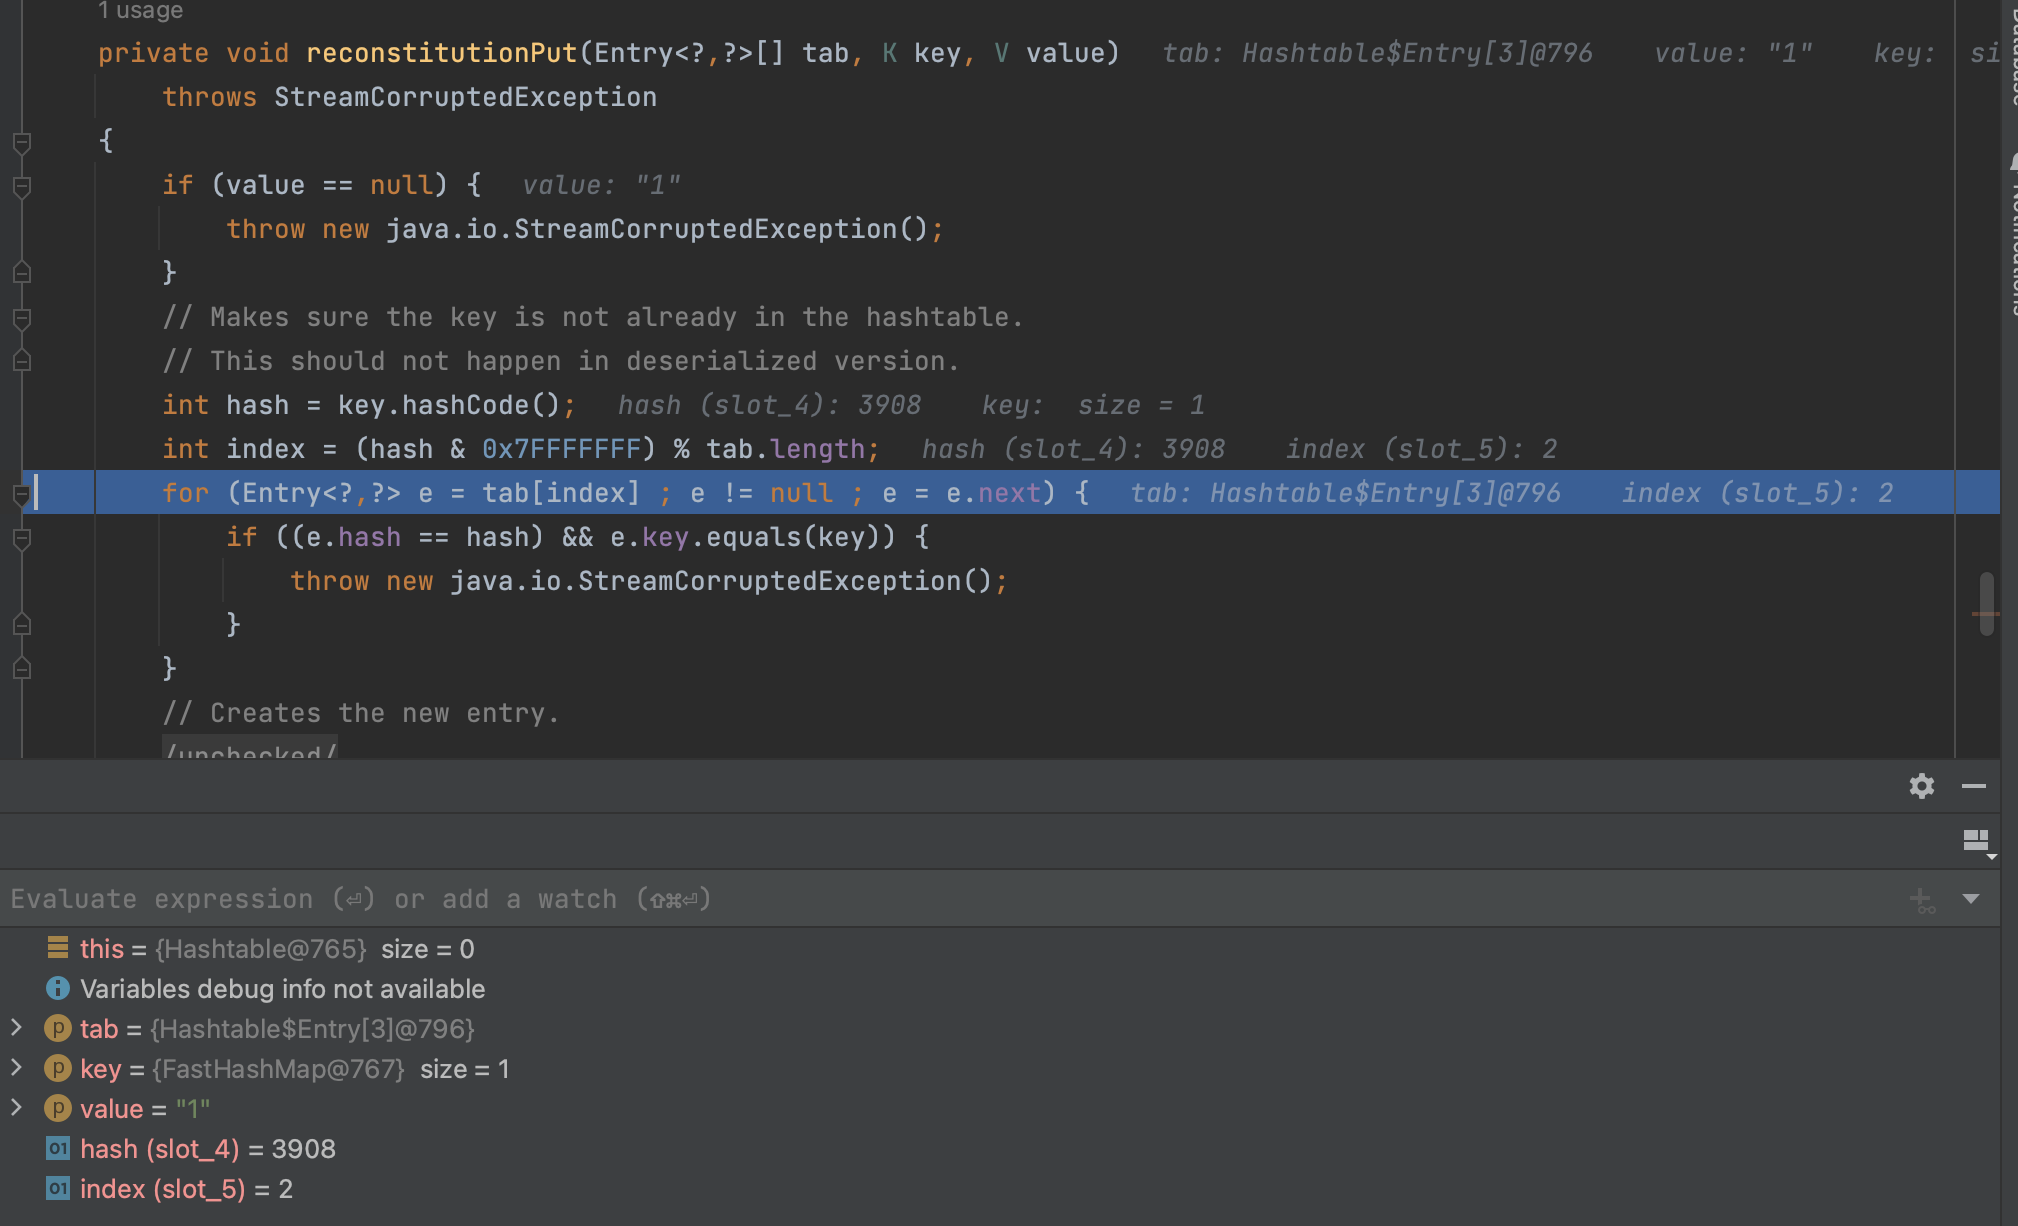 1 usage
private void reconstitutionPut(Entry<?,?>[] tab, K key, V value)   tab: Hashtable$Entry[3]@796    value: "1"    key:  si
throws StreamCorruptedException
{
if (value == null) {   value: "1"
throw new java.io.StreamCorruptedException();
}
// Makes sure the key is not already in the hashtable.
// This should not happen in deserialized version.
int hash = key.hashCode();   hash (slot_4): 3908    key:  size = 1
int index = (hash & 0x7FFFFFFF) % tab.length;   hash (slot_4): 3908    index (slot_5): 2
for (Entry<?,?> e = tab[index] ; e != null ; e = e.next) {   tab: Hashtable$Entry[3]@796    index (slot_5): 2
if ((e.hash == hash) && e.key.equals(key)) {
throw new java.io.StreamCorruptedException();
}
}
// Creates the new entry.
/unchecked/
Database
Notifications
Evaluate expression (⏎) or add a watch (⇧⌘⏎)
this = {Hashtable@765}  size = 0
Variables debug info not available
p tab = {Hashtable$Entry[3]@796}
p key = {FastHashMap@767}  size = 1
p value = "1"
01 hash (slot_4) = 3908
01 index (slot_5) = 2